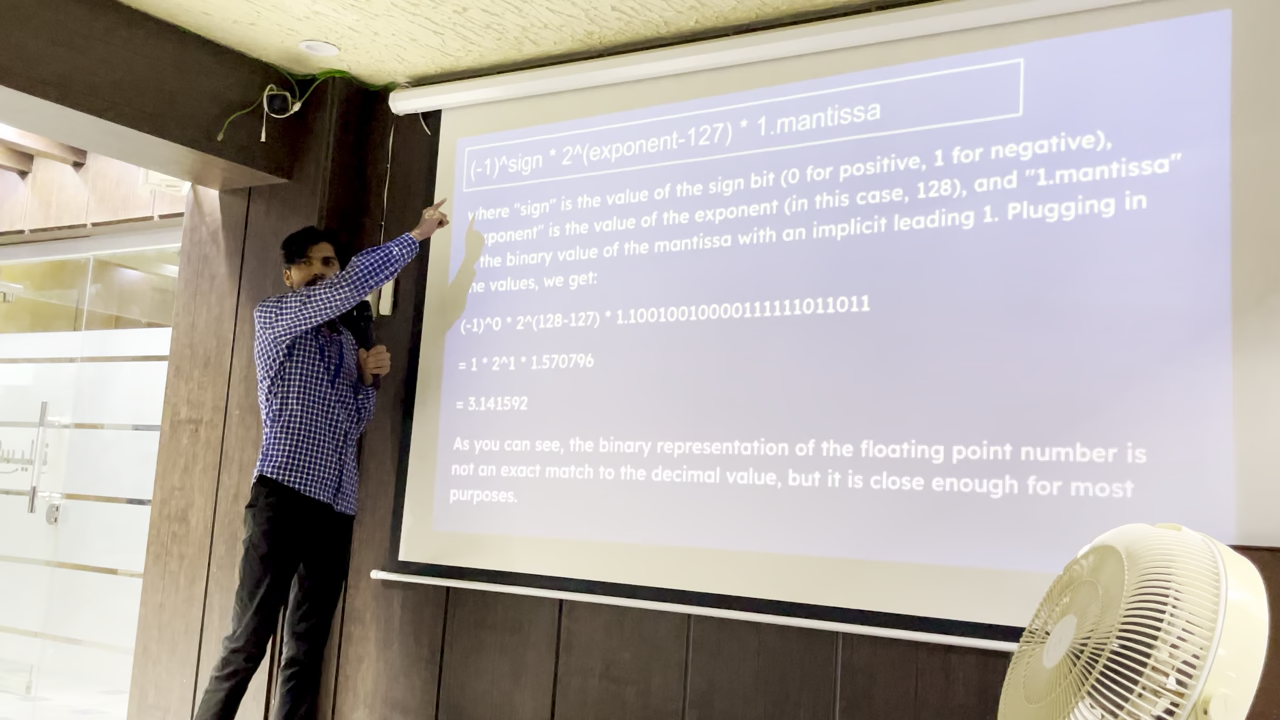 (-1)^sign * 2^(exponent-127) * 1.mantissa
where "sign" is the value of the sign bit (0 for positive, 1 for negative),
xponent" is the value of the exponent (in this case, 128), and "1.mantissa"
the binary value of the mantissa with an implicit leading 1. Plugging in
he values, we get:
(-1)^0 * 2^(128-127) * 1.10010010000111111011011
= 1 * 2^1 * 1.570796
= 3.141592
As you can see, the binary representation of the floating point number is
not an exact match to the decimal value, but it is close enough for most
purposes.